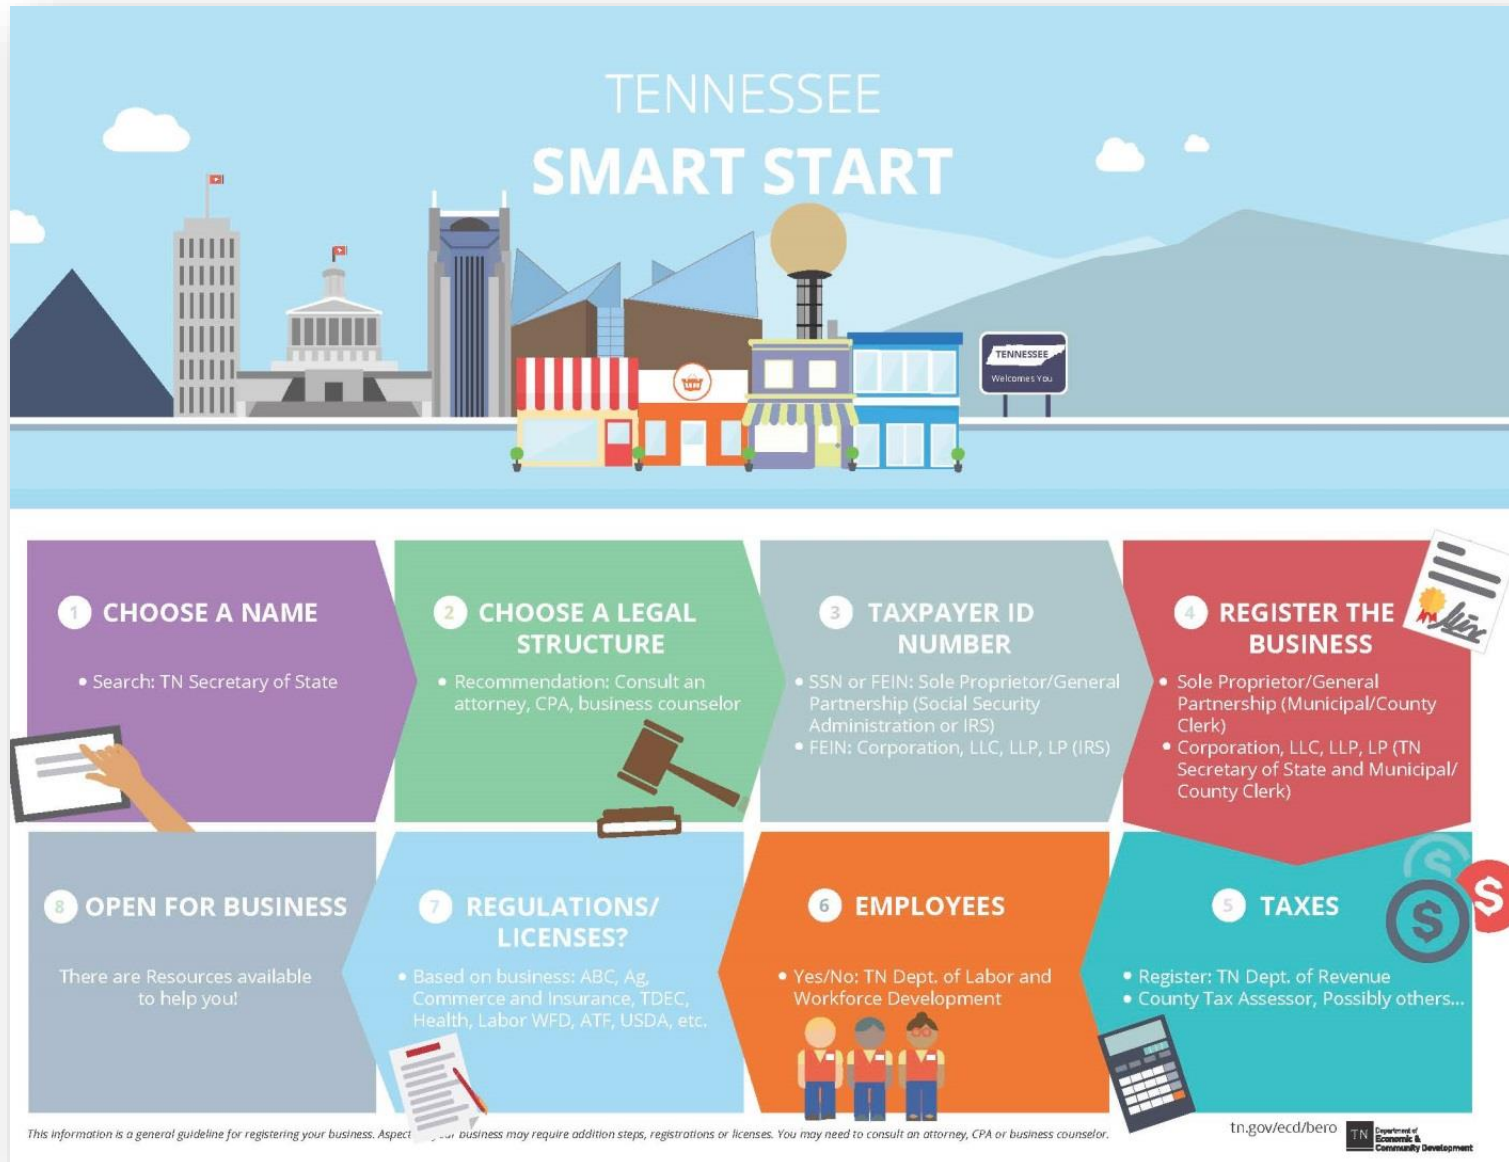 TENNESSEE
SMART START
TENNESSEE
Welcomes You
1 CHOOSE A NAME
• Search: TN Secretary of State
2 CHOOSE A LEGAL
STRUCTURE
• Recommendation: Consult an
attorney, CPA, business counselor
3 TAXPAYER ID
NUMBER
• SSN or FEIN: Sole Proprietor/General
Partnership (Social Security
Administration or IRS)
• FEIN: Corporation, LLC, LLP, LP (IRS)
4 REGISTER THE
BUSINESS
• Sole Proprietor/General
Partnership (Municipal/County
Clerk)
• Corporation, LLC, LLP, LP (TN
Secretary of State and Municipal/
County Clerk)
5 TAXES
• Register: TN Dept. of Revenue
• County Tax Assessor, Possibly others...
$
$
$
6 EMPLOYEES
• Yes/No: TN Dept. of Labor and
Workforce Development
7 REGULATIONS/
LICENSES?
• Based on business: ABC, Ag,
Commerce and Insurance, TDEC,
Health, Labor WFD, ATF, USDA, etc.
8 OPEN FOR BUSINESS
There are Resources available
to help you!
This information is a general guideline for registering your business. Aspect business may require addition steps, registrations or licenses. You may need to consult an attorney, CPA or business counselor.
tn.gov/ecd/bero
TN
Department of
Economic &
Community Development